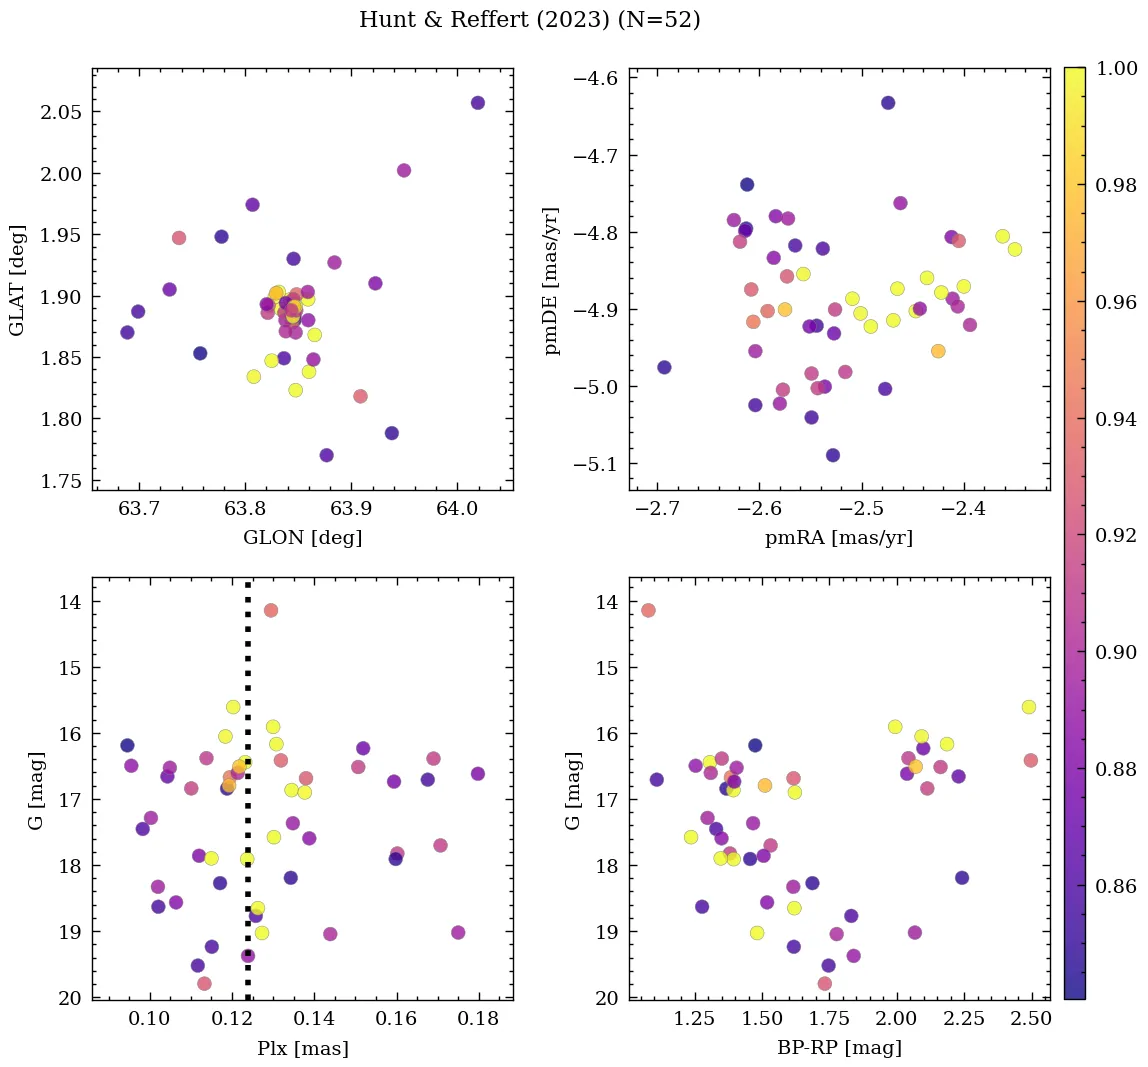 Hunt & Reffert (2023) (N=52)
2.05
2.00
1.95
1.90
1.85
1.80
1.75
GLAT [deg]
63.7 63.8 63.9 64.0
GLON [deg]
−4.6
−4.7
−4.8
−4.9
−5.0
−5.1
pmDE [mas/yr]
−2.7 −2.6 −2.5 −2.4
pmRA [mas/yr]
1.00
0.98
0.96
0.94
0.92
0.90
0.88
0.86
14
15
16
17
18
19
20
G [mag]
0.10 0.12 0.14 0.16 0.18
Plx [mas]
14
15
16
17
18
19
20
G [mag]
1.25 1.50 1.75 2.00 2.25 2.50
BP-RP [mag]